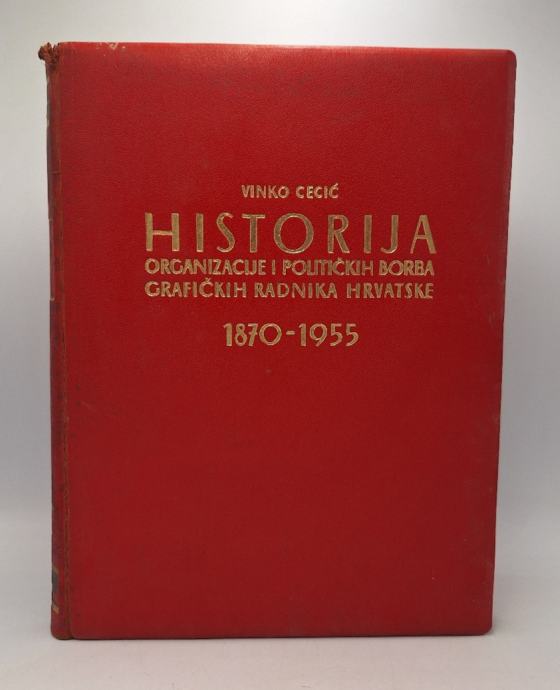 VINKO CECIĆ
HISTORIJA
ORGANIZACIJE I POLITIČKIH BORBA
GRAFIČKIH RADNIKA HRVATSKE
1870-1955